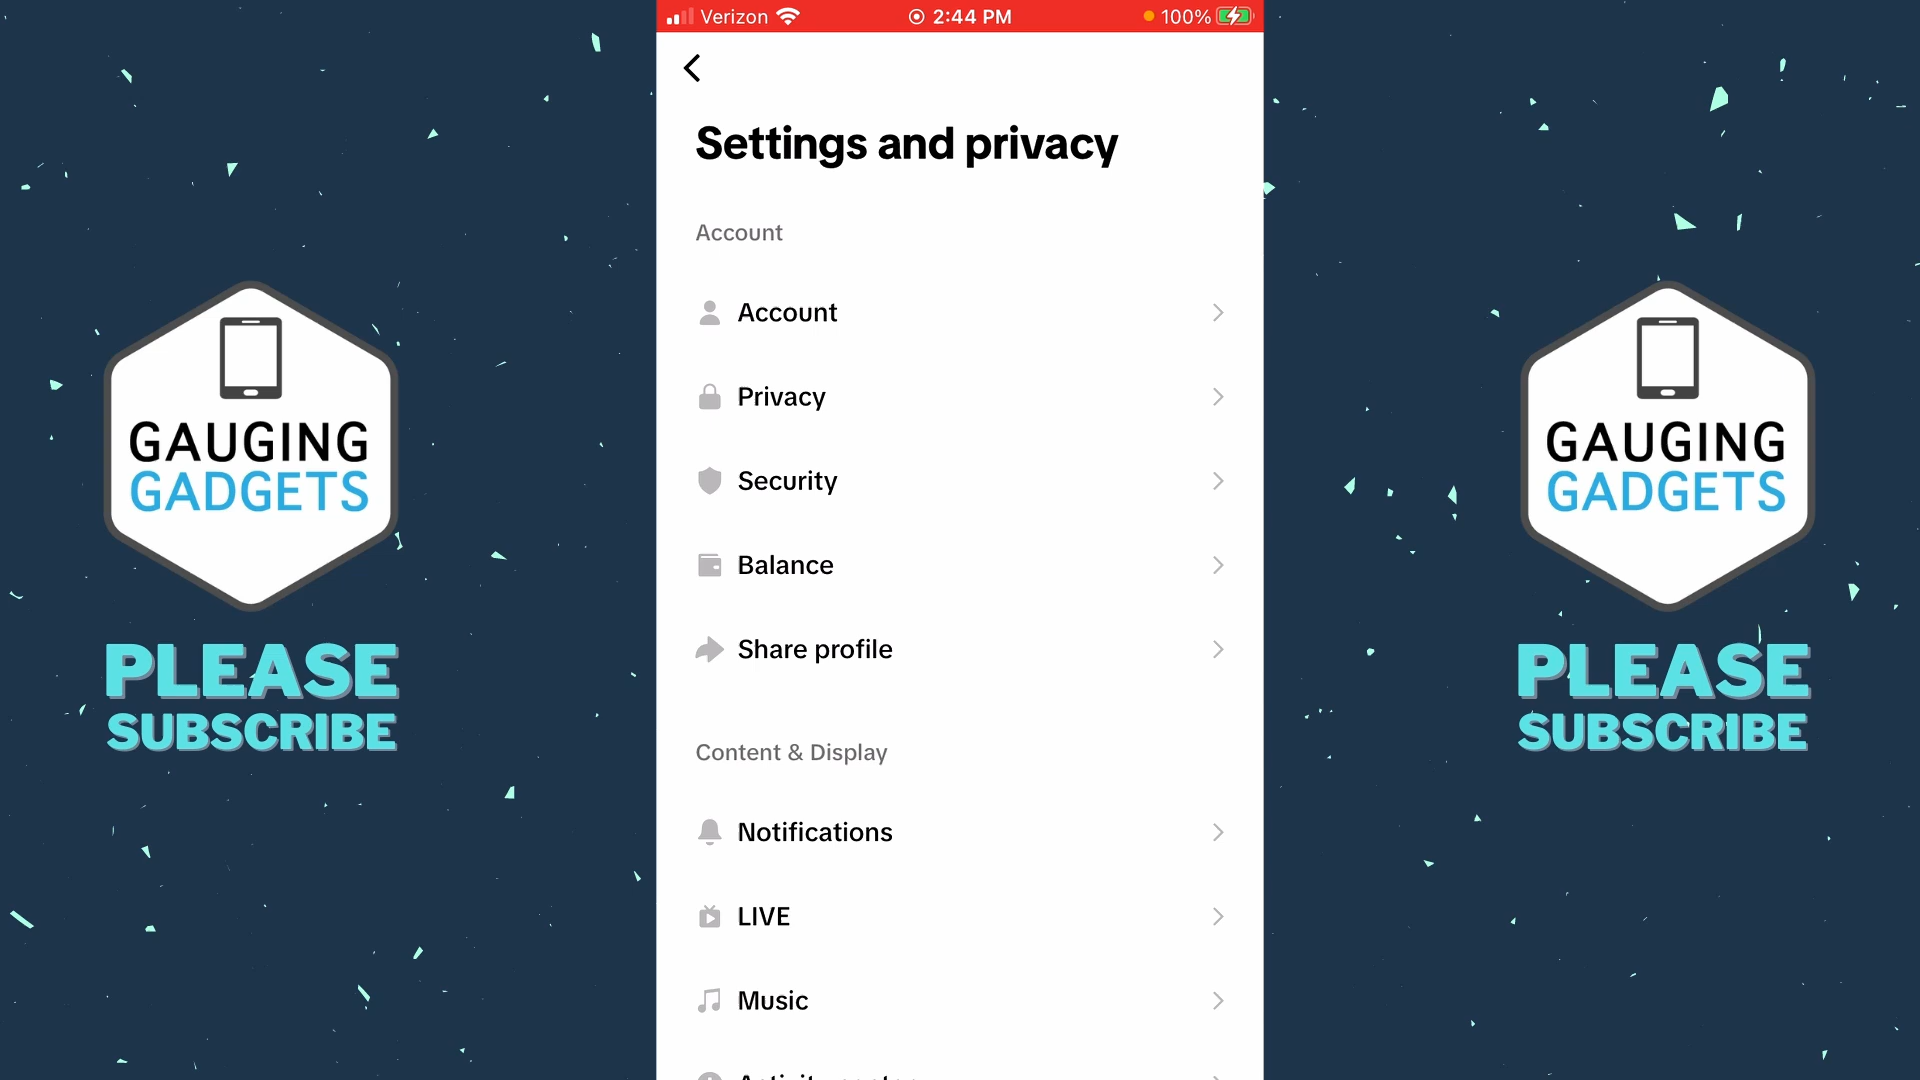 Verizon 2:44 PM 100%
Settings and privacy
Account
Account
Privacy
Security
Balance
Share profile
Content & Display
Notifications
LIVE
Music
GAUGING
GADGETS
PLEASE
SUBSCRIBE
GAUGING
GADGETS
PLEASE
SUBSCRIBE